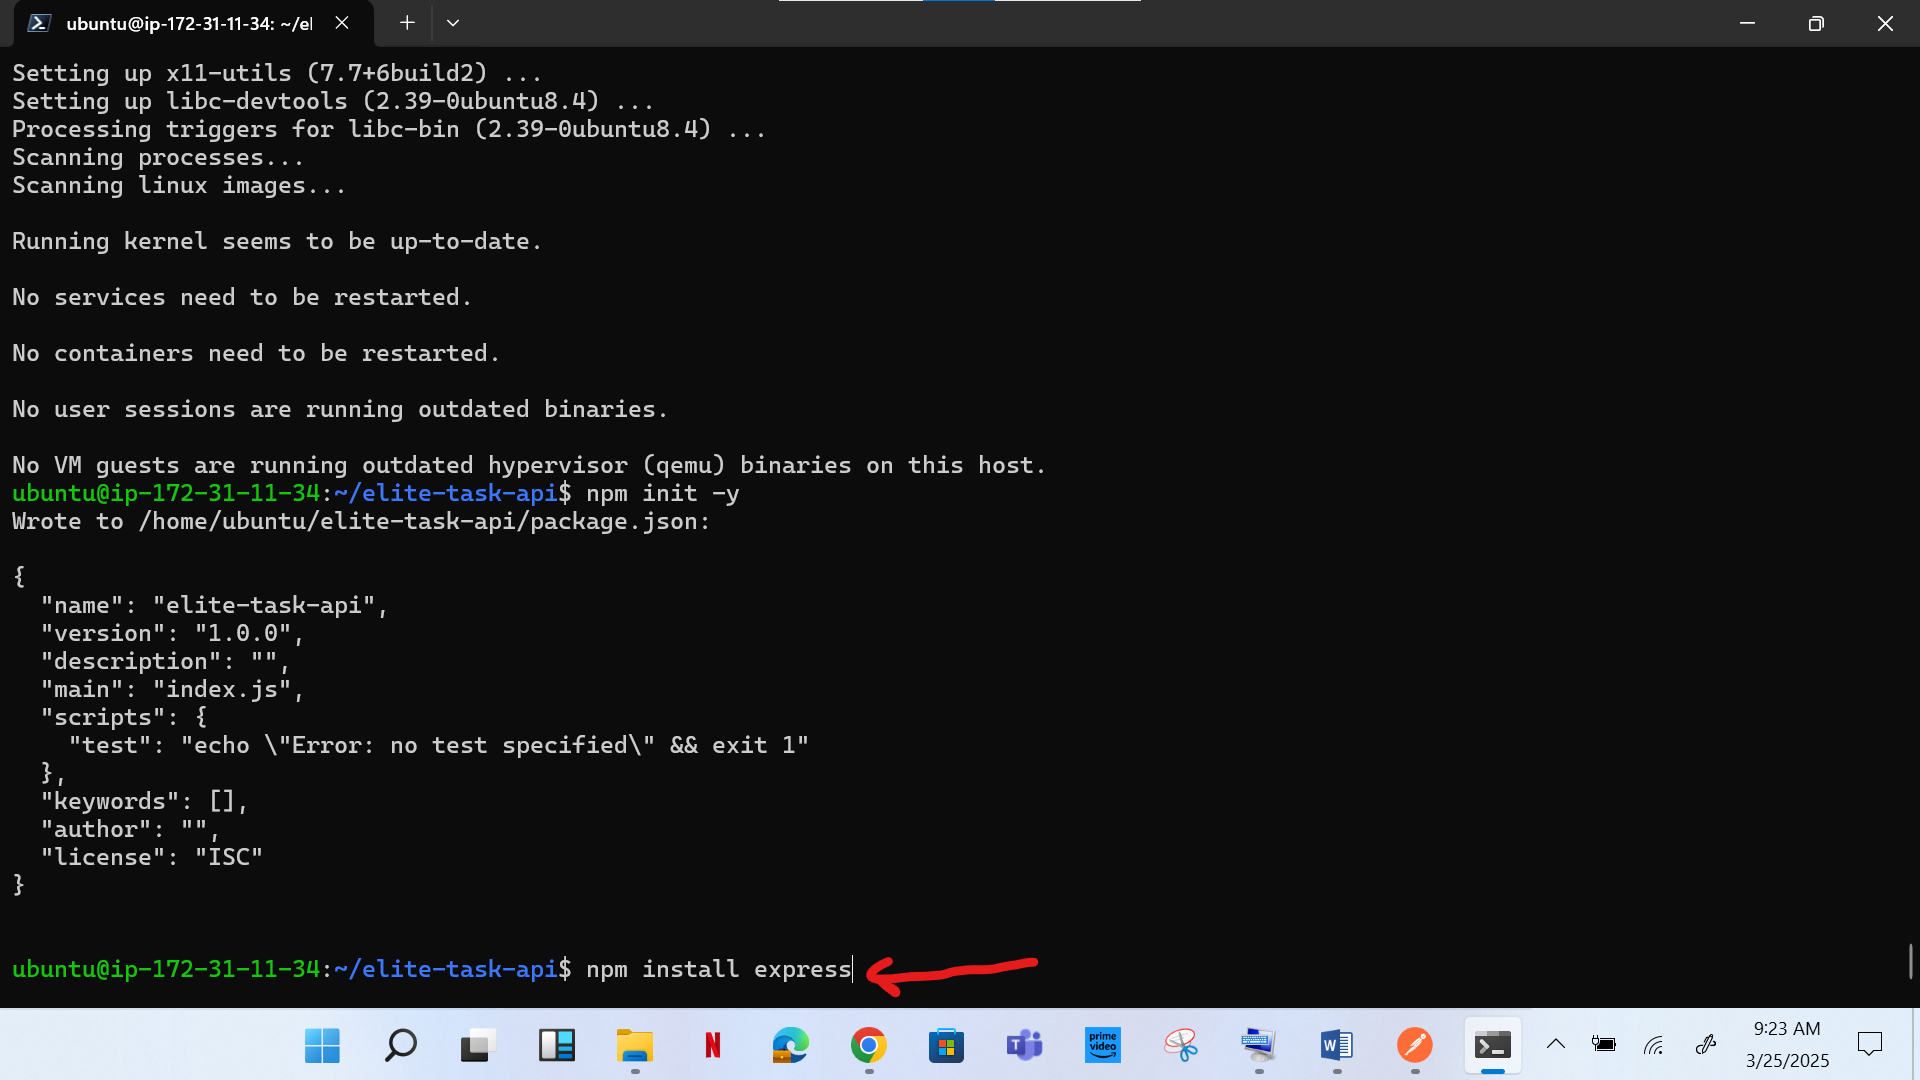 ubuntu@ip-172-31-11-34: ~/el
Setting up x11-utils (7.7+6build2) ...
Setting up libc-devtools (2.39-0ubuntu8.4) ...
Processing triggers for libc-bin (2.39-0ubuntu8.4) ...
Scanning processes...
Scanning linux images...
Running kernel seems to be up-to-date.
No services need to be restarted.
No containers need to be restarted.
No user sessions are running outdated binaries.
No VM guests are running outdated hypervisor (qemu) binaries on this host.
ubuntu@ip-172-31-11-34:~/elite-task-api$ npm init -y
Wrote to /home/ubuntu/elite-task-api/package.json:
{
  "name": "elite-task-api",
  "version": "1.0.0",
  "description": "",
  "main": "index.js",
  "scripts": {
    "test": "echo \"Error: no test specified\" && exit 1"
  },
  "keywords": [],
  "author": "",
  "license": "ISC"
}
ubuntu@ip-172-31-11-34:~/elite-task-api$ npm install express
N
T
prime video
W
9:23 AM
3/25/2025